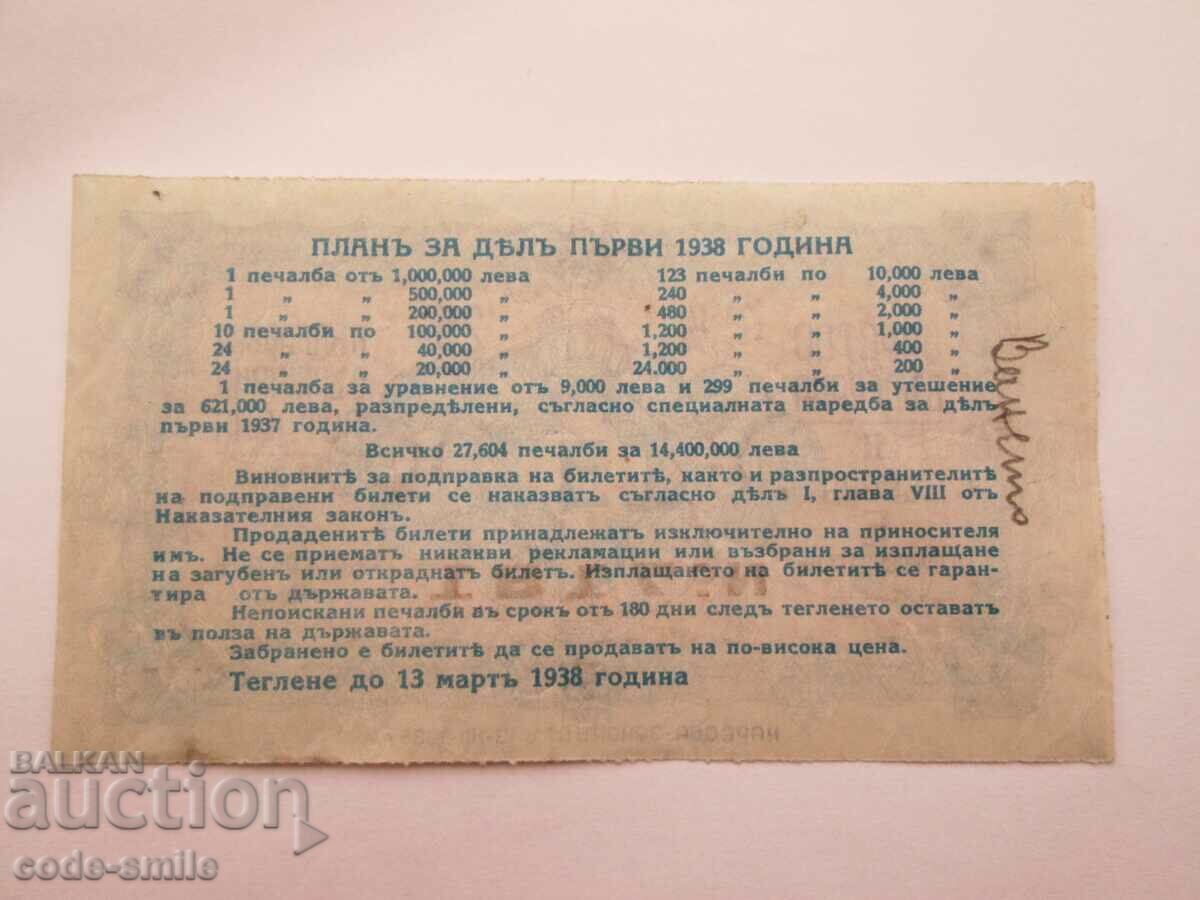 ПЛАНЪ ЗА ДѢЛЪ ПЪРВИ 1938 ГОДИНА
1 печалба отъ 1,000,000 лева 123 печалби по 10,000 лева
1 „ „ 500,000 „ 240 „ „ 4,000 „
1 „ „ 200,000 „ 480 „ „ 2,000 „
10 печалби по 100,000 „ 1,200 „ „ 1,000 „
24 „ „ 40,000 „ 1,200 „ „ 400 „
24 „ „ 20,000 „ 24.000 „ „ 200 „
1 печалба за уравнение отъ 9,000 лева и 299 печалби за утешение
за 621,000 лева, разпредѣлени, съгласно специалната наредба за дѣлъ
първи 1937 година.
Всичко 27,604 печалби за 14,400,000 лева
Виновнитѣ за подправка на билетитѣ, както и разпространителитѣ
на подправени билети се наказватъ съгласно дѣлъ I, глава VIII отъ
Наказателния законъ.
Продаденитѣ билети принадлежатъ изключително на приносителя
имъ. Не се приематъ никакви рекламации или възбрани за изплащане
на загубенъ или откраднатъ билетъ. Изплащането на билетитѣ се гаран-
тира отъ държавата.
Непоискани печалби въ срокъ отъ 180 дни следъ тегленето оставатъ
въ полза на държавата.
Забранено е билетитѣ да се продаватъ на по-висока цена.
Теглене до 13 мартъ 1938 година
Ването
BALKAN
auction
code-smile